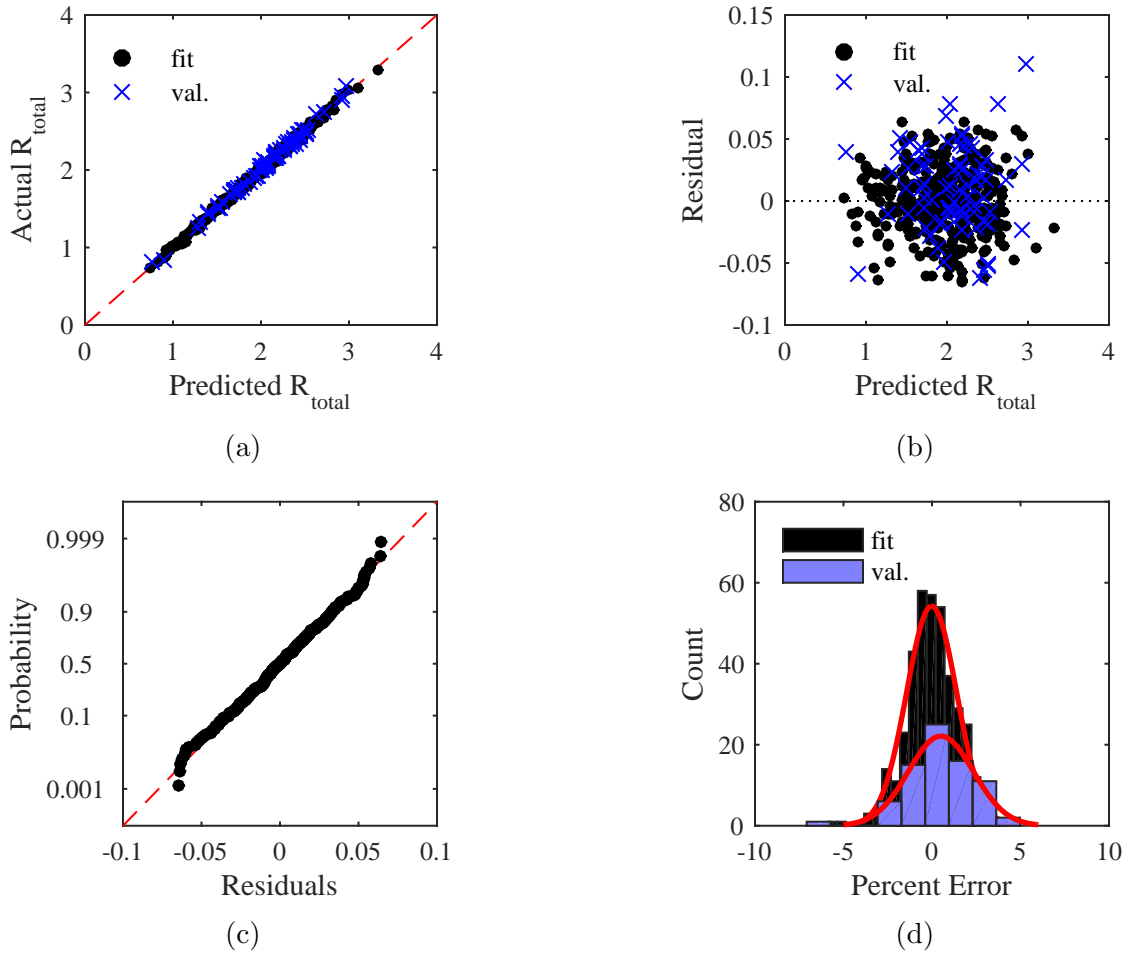 4
3
2
1
0
0
1
2
3
4
Actual R_total
Predicted R_total
fit
val.
(a)
0.15
0.1
0.05
0
-0.05
-0.1
0
1
2
3
4
Residual
Predicted R_total
fit
val.
(b)
0.999
0.9
0.5
0.1
0.001
-0.1
-0.05
0
0.05
0.1
Probability
Residuals
(c)
80
60
40
20
0
-10
-5
0
5
10
Count
Percent Error
fit
val.
(d)